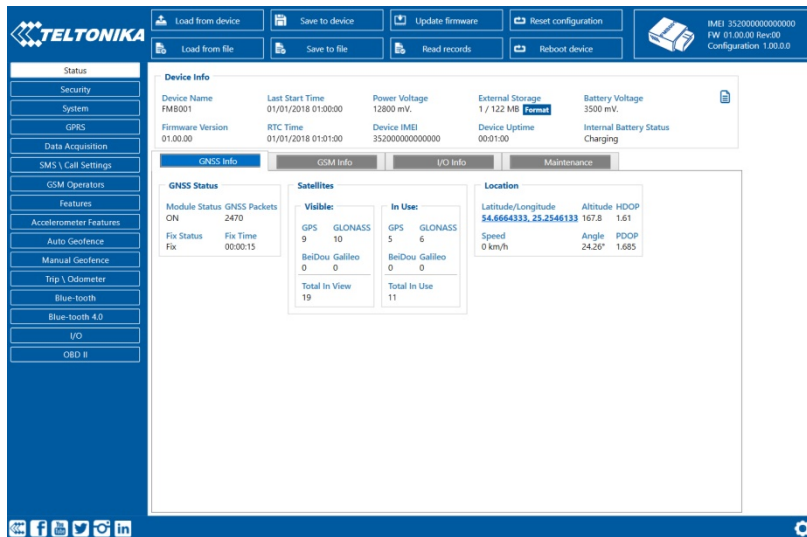 TELTONIKA
Load from device
Save to device
Update firmware
Reset configuration
Load from file
Save to file
Read records
Reboot device
IMEI 352000000000000
FW 01.00.00 Rev:00
Configuration 1.00.0.0
Status
Security
System
GPRS
Data Acquisition
SMS \ Call Settings
GSM Operators
Features
Accelerometer Features
Auto Geofence
Manual Geofence
Trip \ Odometer
Blue-tooth
Blue-tooth 4.0
I/O
OBD II
Device Info
Device Name Last Start Time Power Voltage External Storage Battery Voltage
FMB001 01/01/2018 01:00:00 12800 mV. 1 / 122 MB Format 3500 mV.
Firmware Version RTC Time Device IMEI Device Uptime Internal Battery Status
01.00.00 01/01/2018 01:01:00 352000000000000 00:01:00 Charging
GNSS Info GSM Info I/O Info Maintenance
GNSS Status
Module Status GNSS Packets
ON 2470
Fix Status Fix Time
Fix 00:00:15
Satellites
Visible:
GPS GLONASS
9 10
BeiDou Galileo
0 0
Total In View
19
In Use:
GPS GLONASS
5 6
BeiDou Galileo
0 0
Total In Use
11
Location
Latitude/Longitude Altitude HDOP
54.6664333, 25.2546133 167.8 1.61
Speed Angle PDOP
0 km/h 24.26° 1.685